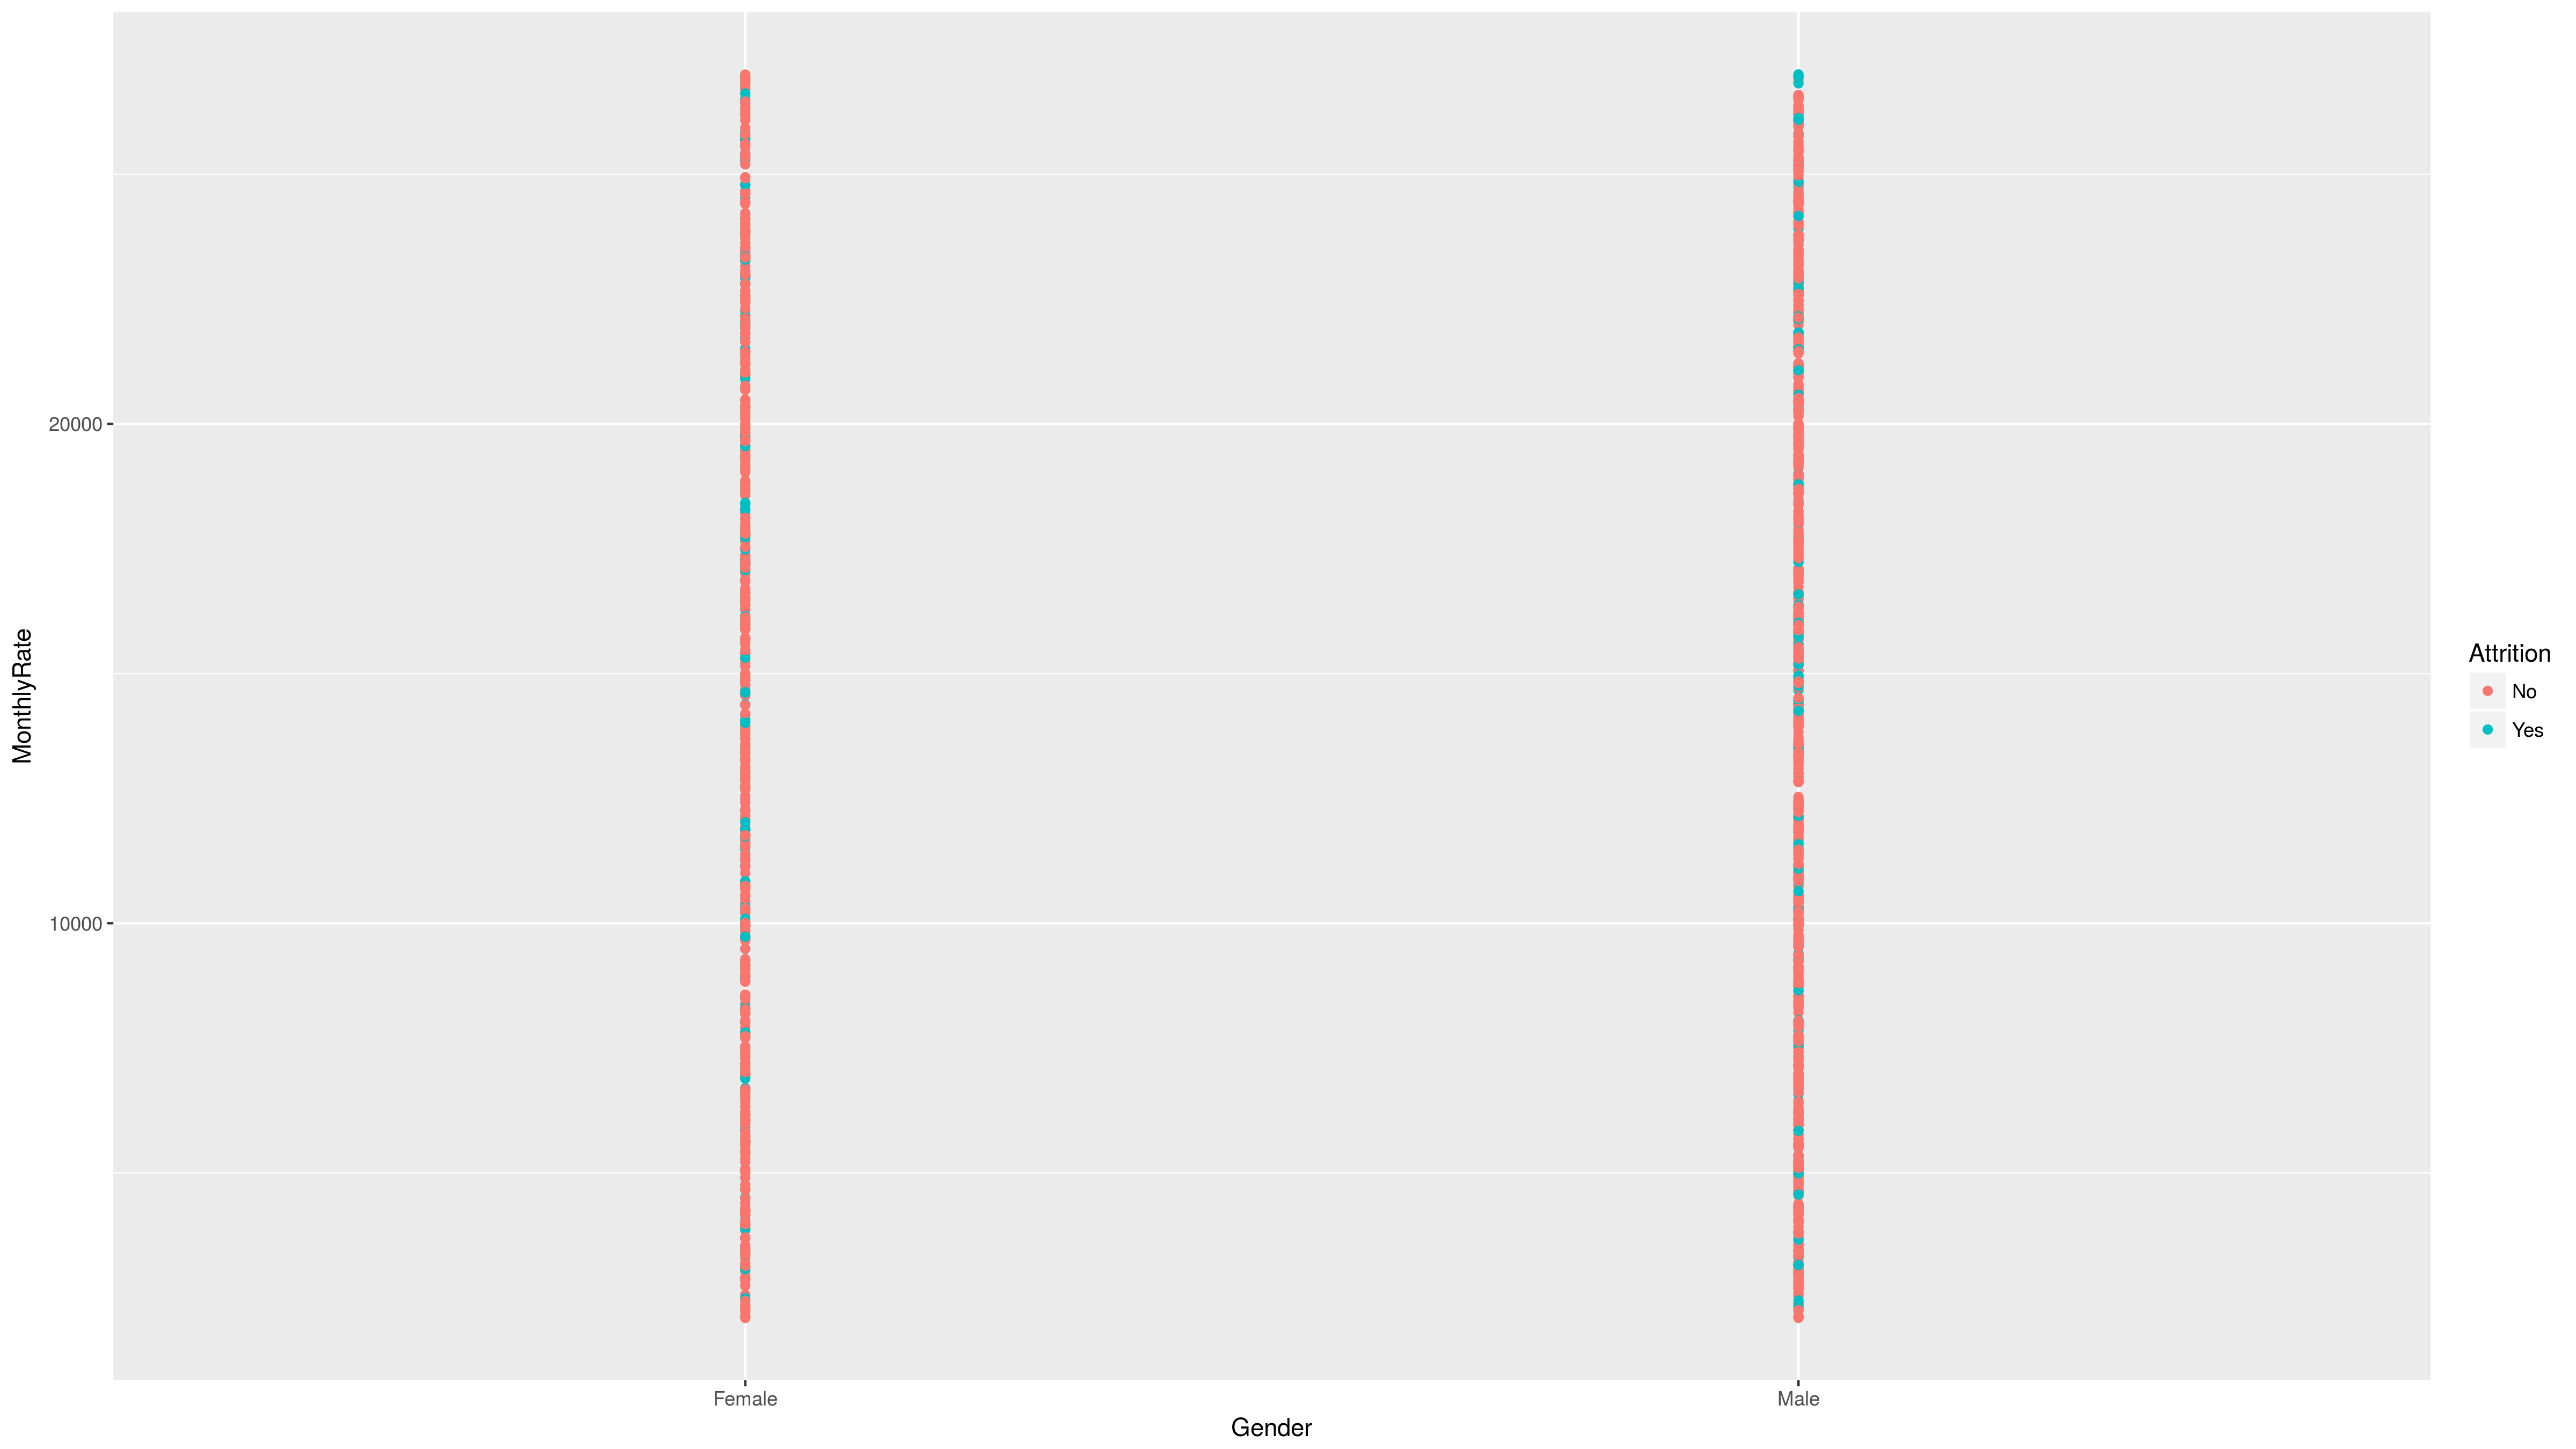 20000
10000
MonthlyRate
Female
Male
Gender
Attrition
No
Yes